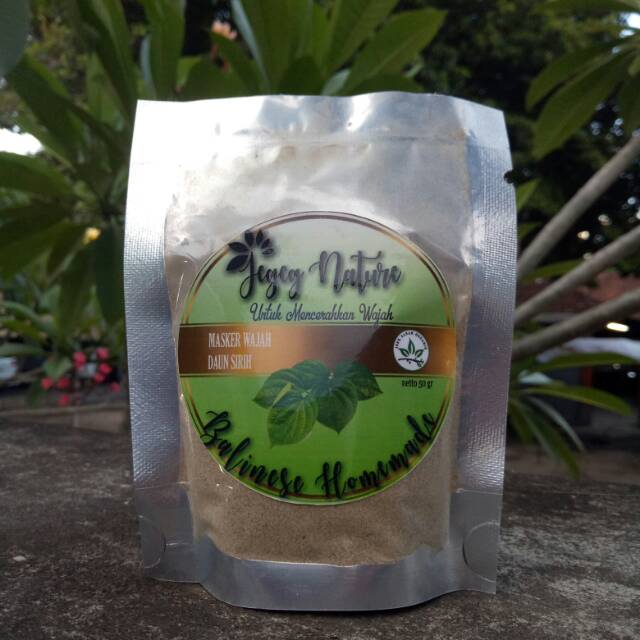 Jegeg Nature
Untuk Mencerahkan Wajah
MASKER WAJAH
DAUN SIRIH
netto 50 gr
Balinese Homemade